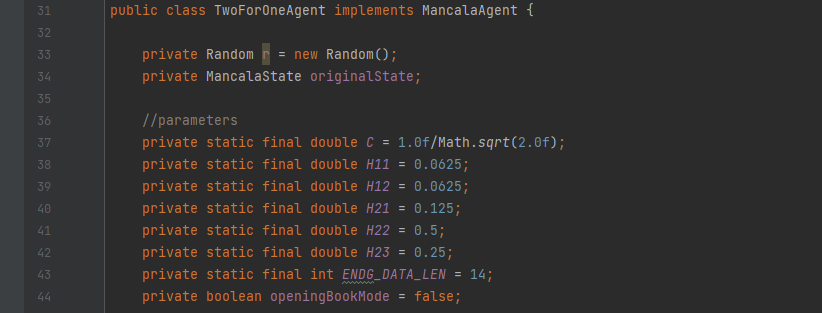 31 public class TwoForOneAgent implements MancalaAgent {
32
33 private Random r = new Random();
34 private MancalaState originalState;
35
36 //parameters
37 private static final double C = 1.0f/Math.sqrt(2.0f);
38 private static final double H11 = 0.0625;
39 private static final double H12 = 0.0625;
40 private static final double H21 = 0.125;
41 private static final double H22 = 0.5;
42 private static final double H23 = 0.25;
43 private static final int ENDG_DATA_LEN = 14;
44 private boolean openingBookMode = false;